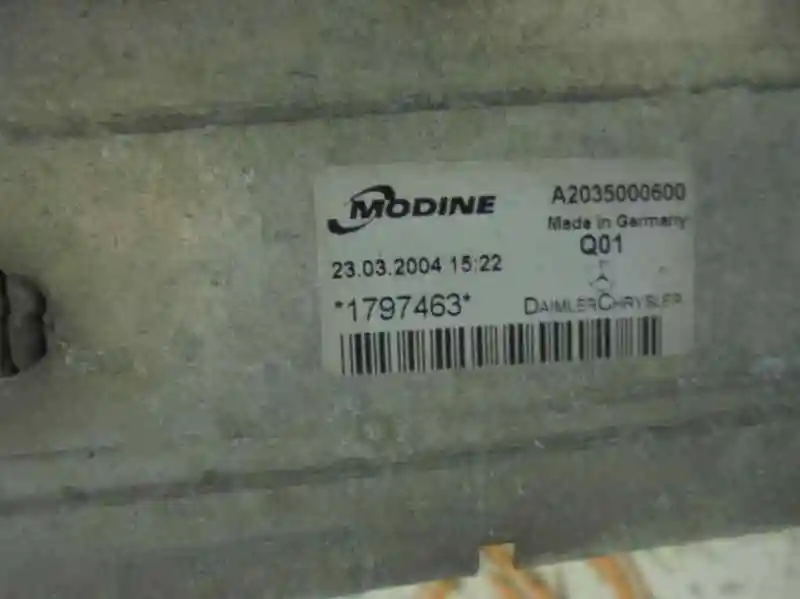 MODINE
A2035000600
Made in Germany
Q01
23.03.2004 15:22
*1797463*
DAIMLERCHRYSLER